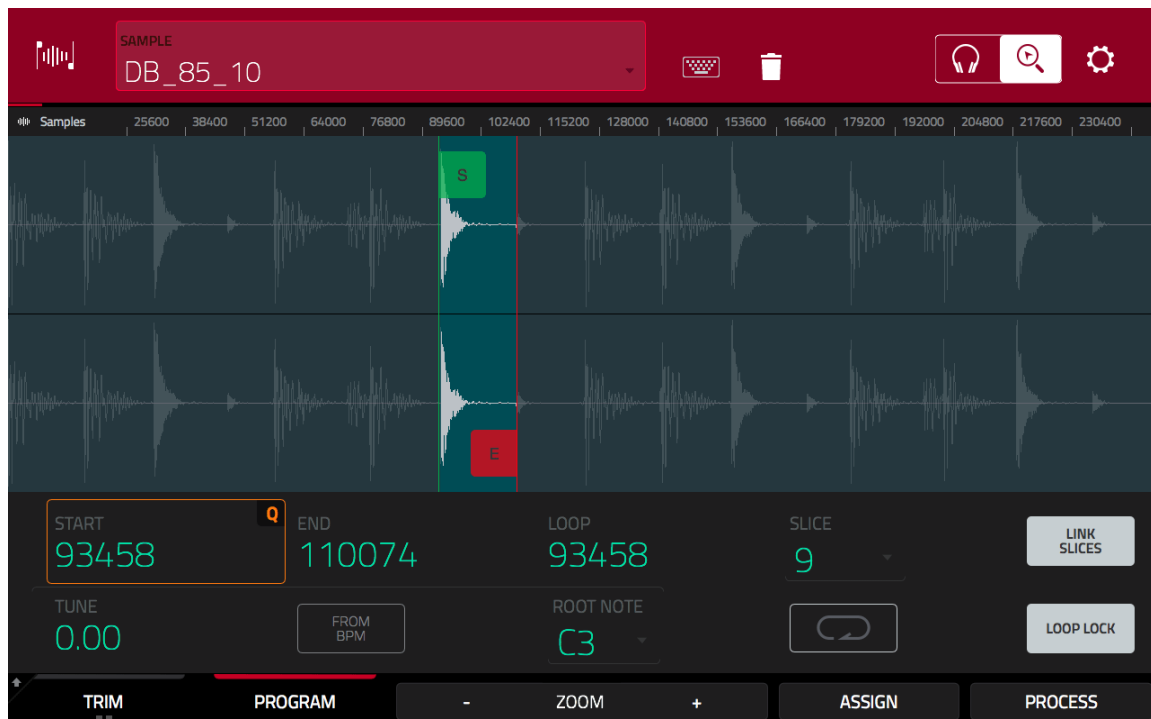 SAMPLE
DB_85_10
Samples 25600 38400 51200 64000 76800 89600 102400 115200 128000 140800 153600 166400 179200 192000 204800 217600 230400
S
E
START Q END LOOP SLICE
93458 110074 93458 9
LINK
SLICES
TUNE ROOT NOTE
0.00 C3
FROM
BPM
LOOP LOCK
TRIM PROGRAM - ZOOM + ASSIGN PROCESS